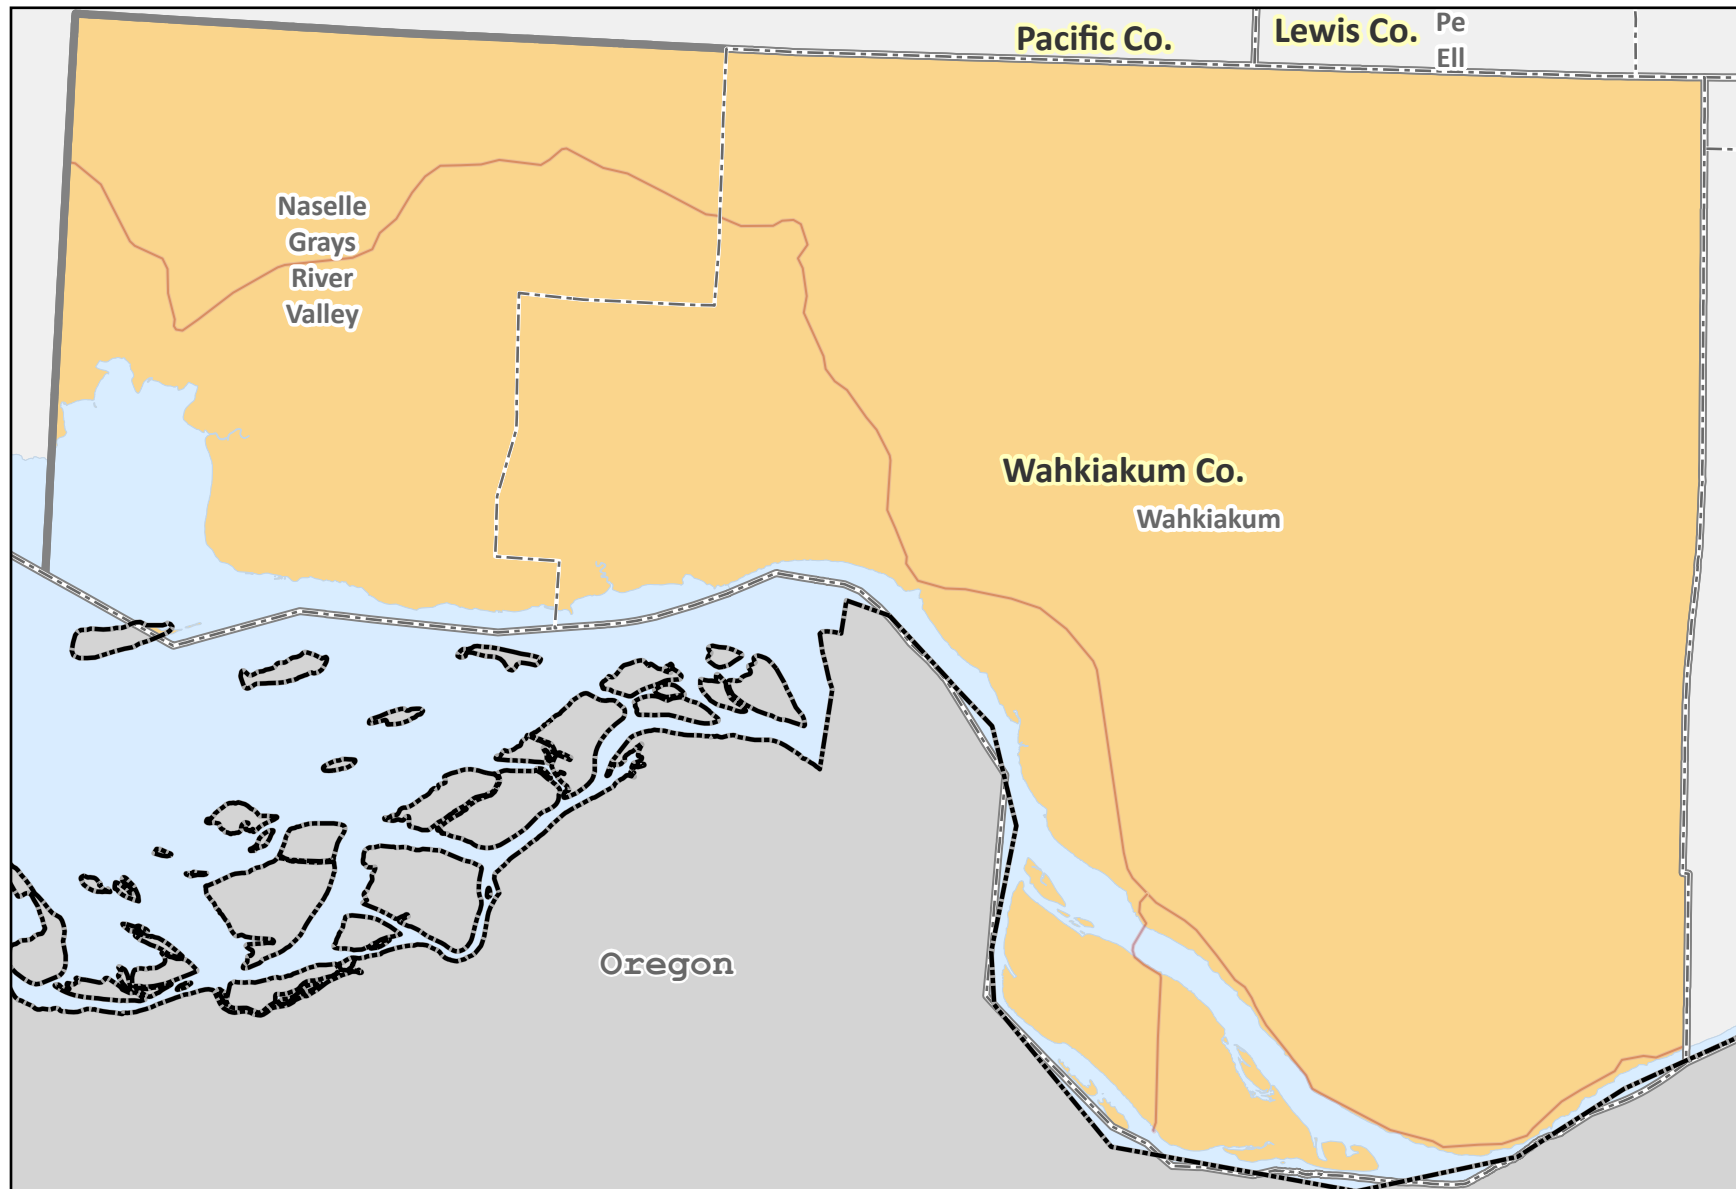 Pacific Co.
Lewis Co.
Pe
Ell
Naselle
Grays
River
Valley
Wahkiakum Co.
Wahkiakum
Oregon